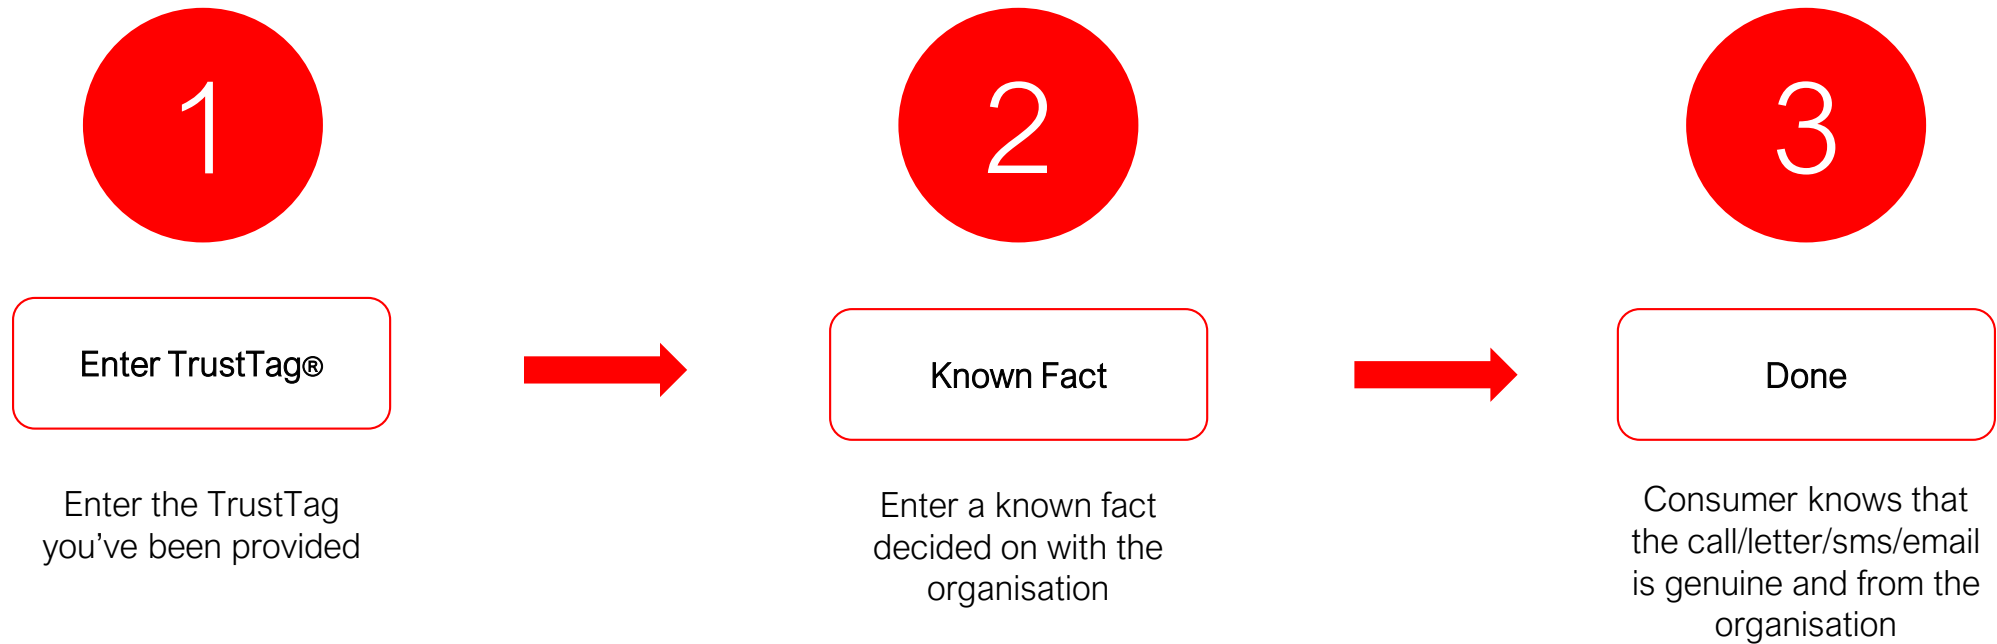 1
2
3
Enter TrustTag®
Known Fact
Done
Enter the TrustTag
you've been provided
Enter a known fact
decided on with the
organisation
Consumer knows that
the call/letter/sms/email
is genuine and from the
organisation